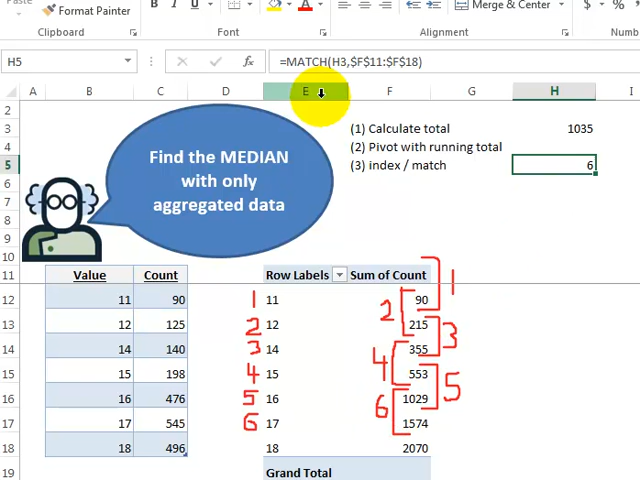 Paste
Format Painter
B I U A
Merge & Center
$ %
Clipboard
Font
Alignment
Numb
H5
fx
=MATCH(H3,$F$11:$F$18)
A B C D E F G H I
2
3 (1) Calculate total 1035
4 (2) Pivot with running total
5 (3) index / match 6
6
7
8
9
10
Find the MEDIAN
with only
aggregated data
11 Value Count Row Labels Sum of Count 1
12 11 90 1 11 2 90
13 12 125 2 12 215 3
14 14 140 3 14 355
15 15 198 4 15 4 553 5
16 16 476 5 16 1029
17 17 545 6 17 6 1574
18 18 496 18 2070
19 Grand Total